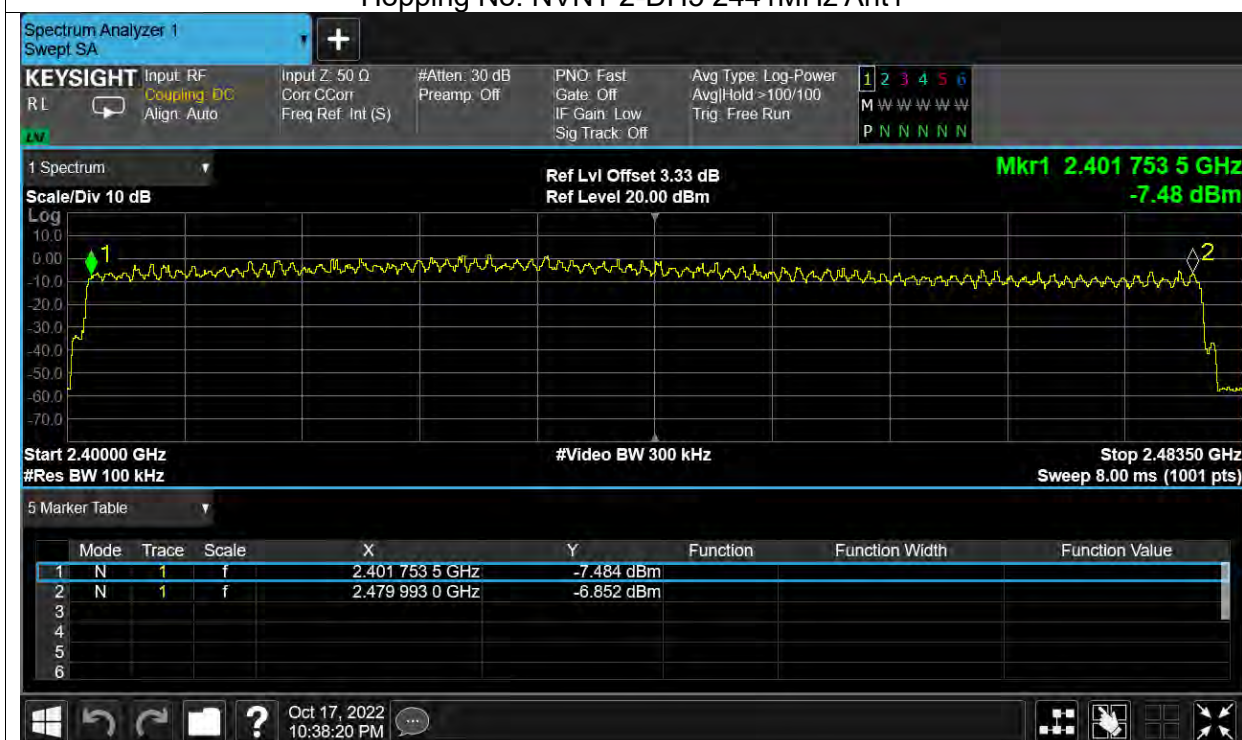 Hopping No. NVNT 2-DH5 2441MHz Ant1
Spectrum Analyzer 1
Swept SA
+
KEYSIGHT Input: RF Input Z: 50 Ω #Atten: 30 dB PNO: Fast Avg Type: Log-Power 1 2 3 4 5 6
RL Coupling: DC Corr CCorr Preamp: Off Gate: Off Avg|Hold >100/100 M W W W W W
Align: Auto Freq Ref: Int (S) IF Gain: Low Trig: Free Run
Sig Track: Off P N N N N N
1 Spectrum Ref Lvl Offset 3.33 dB Mkr1 2.401 753 5 GHz
Scale/Div 10 dB Ref Level 20.00 dBm -7.48 dBm
Log
10.0
0.00
-10.0
-20.0
-30.0
-40.0
-50.0
-60.0
-70.0
1
2
Start 2.40000 GHz #Video BW 300 kHz Stop 2.48350 GHz
#Res BW 100 kHz Sweep 8.00 ms (1001 pts)
5 Marker Table
Mode Trace Scale X Y Function Function Width Function Value
1 N 1 f 2.401 753 5 GHz -7.484 dBm
2 N 1 f 2.479 993 0 GHz -6.852 dBm
3
4
5
6
? Oct 17, 2022
10:38:20 PM